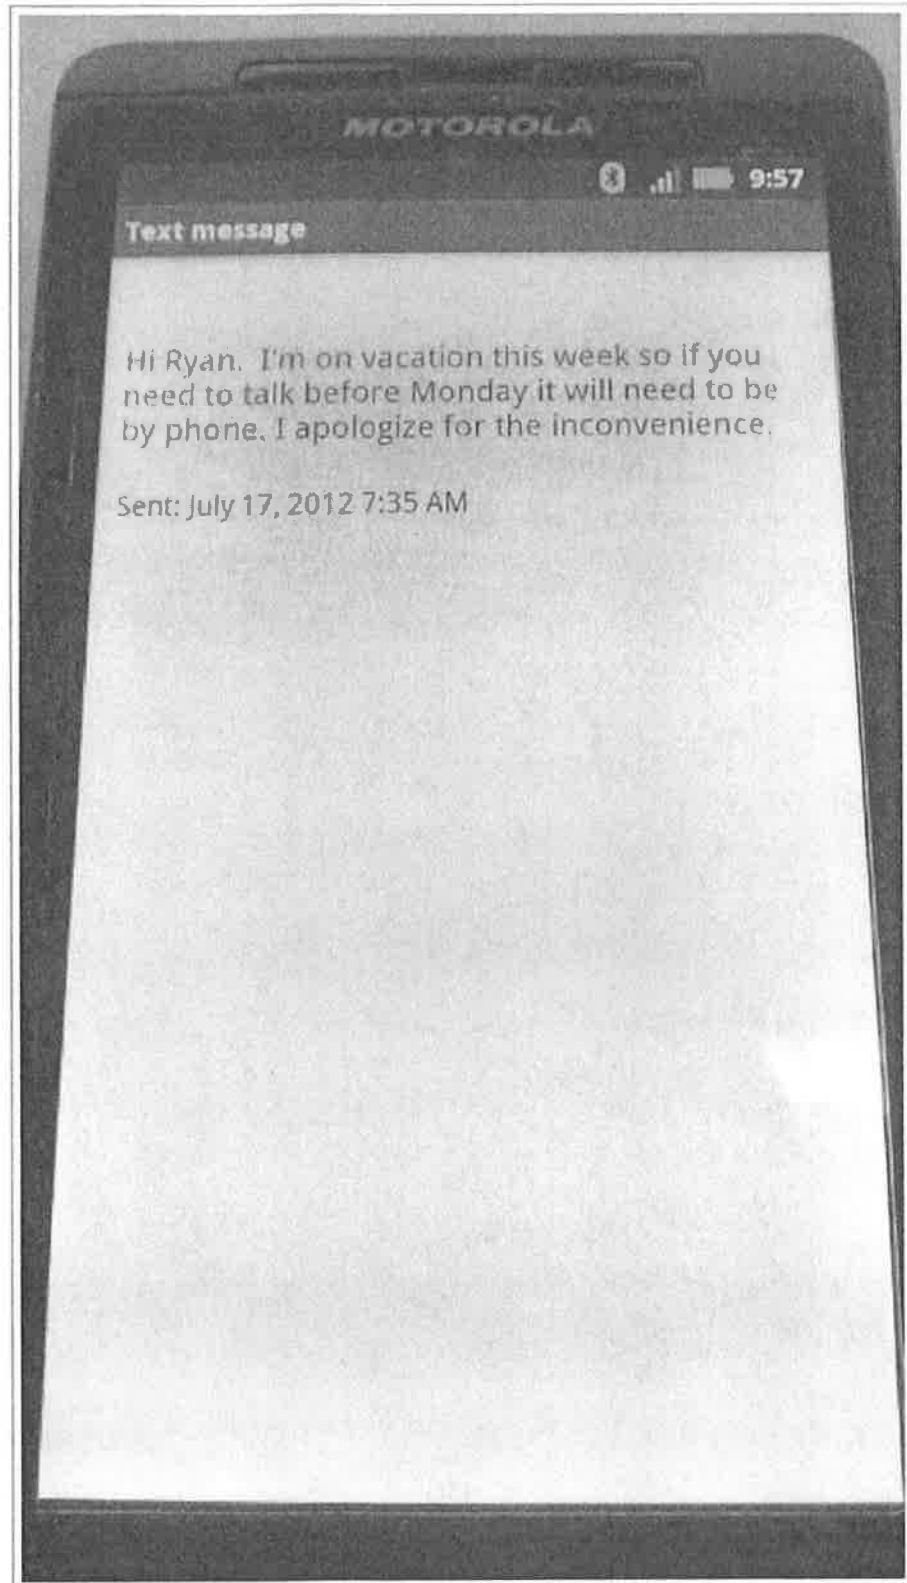 MOTOROLA
9:57
Text message
Hi Ryan.  I'm on vacation this week so if you
need to talk before Monday it will need to be
by phone. I apologize for the inconvenience.
Sent: July 17, 2012 7:35 AM